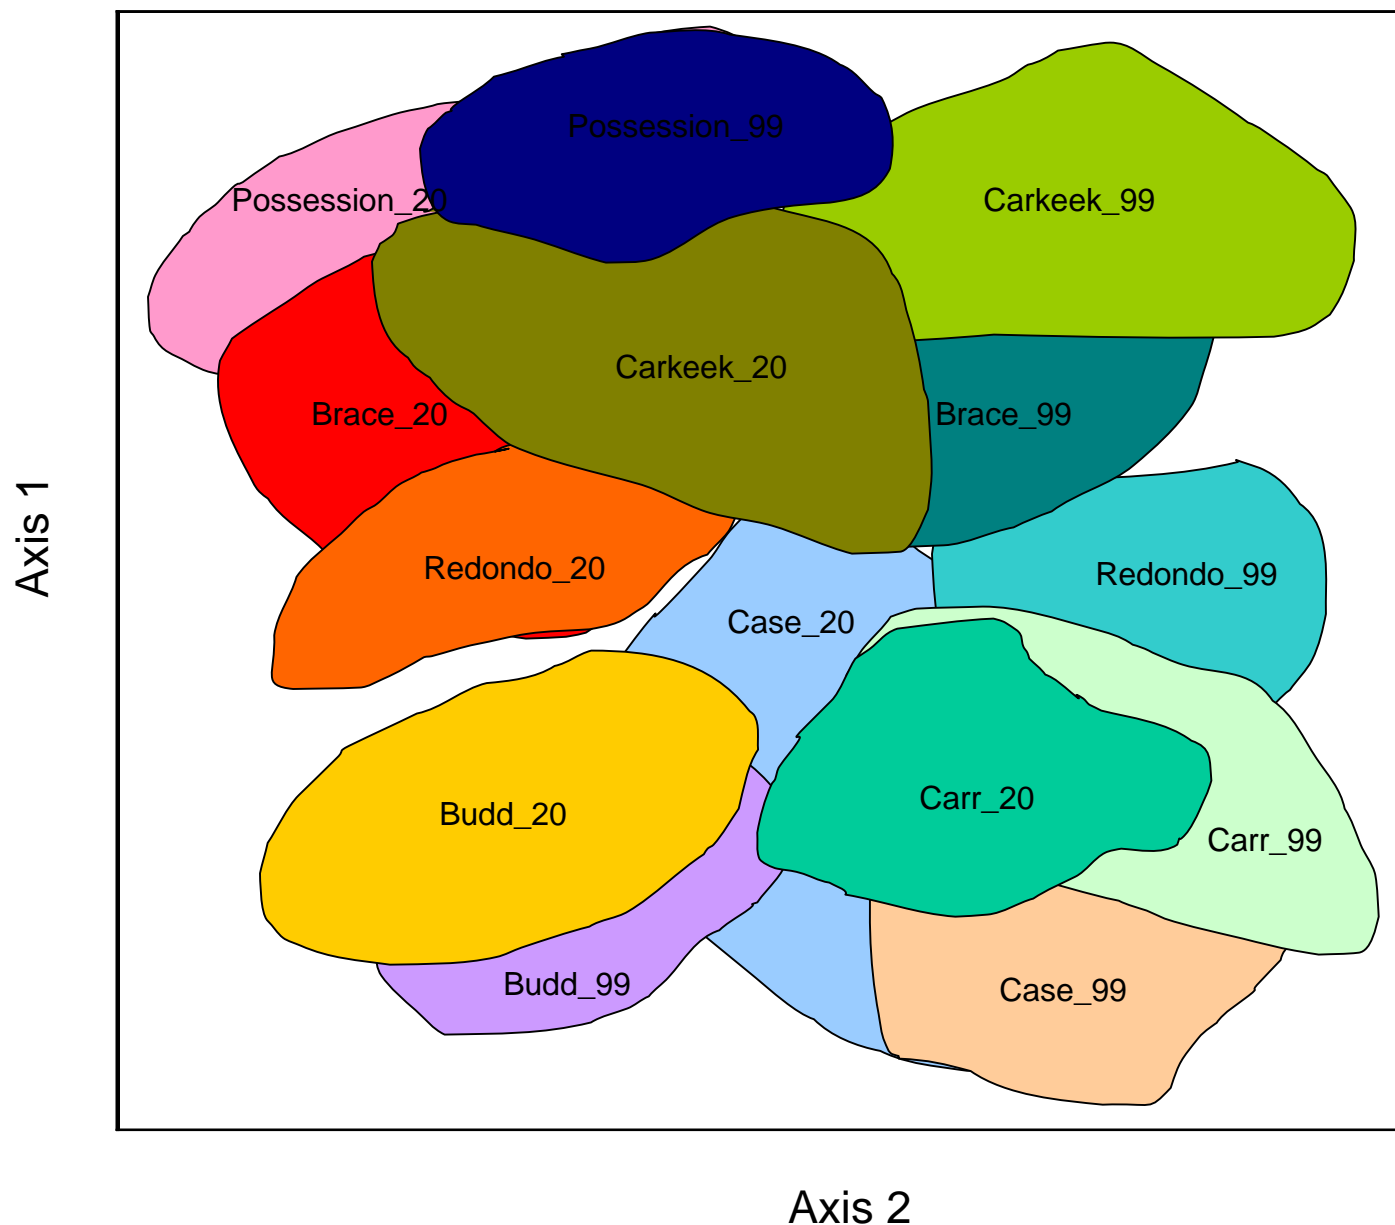 Possession_99
Possession_20
Carkeek_99
Carkeek_20
Brace_20
Brace_99
Axis 1
Redondo_20
Redondo_99
Case_20
Carr_20
Budd_20
Carr_99
Budd_99
Case_99
Axis 2